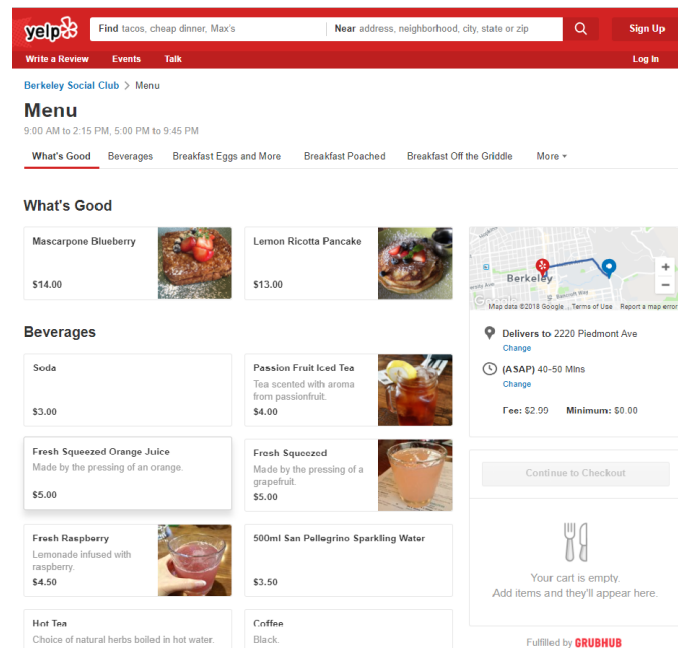 yelp
Find tacos, cheap dinner, Max's
Near address, neighborhood, city, state or zip
Sign Up
Write a Review
Events
Talk
Log In
Berkeley Social Club > Menu
Menu
9:00 AM to 2:15 PM, 5:00 PM to 9:45 PM
What's Good
Beverages
Breakfast Eggs and More
Breakfast Poached
Breakfast Off the Griddle
More
What's Good
Mascarpone Blueberry
$14.00
Lemon Ricotta Pancake
$13.00
Beverages
Soda
$3.00
Passion Fruit Iced Tea
Tea scented with aroma
from passionfruit.
$4.00
Fresh Squeezed Orange Juice
Made by the pressing of an orange.
$5.00
Fresh Squeezed
Made by the pressing of a
grapefruit.
$5.00
Fresh Raspberry
Lemonade infused with
raspberry.
$4.50
500ml San Pellegrino Sparkling Water
$3.50
Hot Tea
Choice of natural herbs boiled in hot water.
Coffee
Black.
Berkeley
Bancroft Way
+
−
Google
Map data ©2018 Google
Terms of Use
Report a map error
Delivers to 2220 Piedmont Ave
Change
(ASAP) 40-50 Mins
Change
Fee: $2.99
Minimum: $0.00
Continue to Checkout
Your cart is empty.
Add items and they'll appear here.
Fulfilled by GRUBHUB